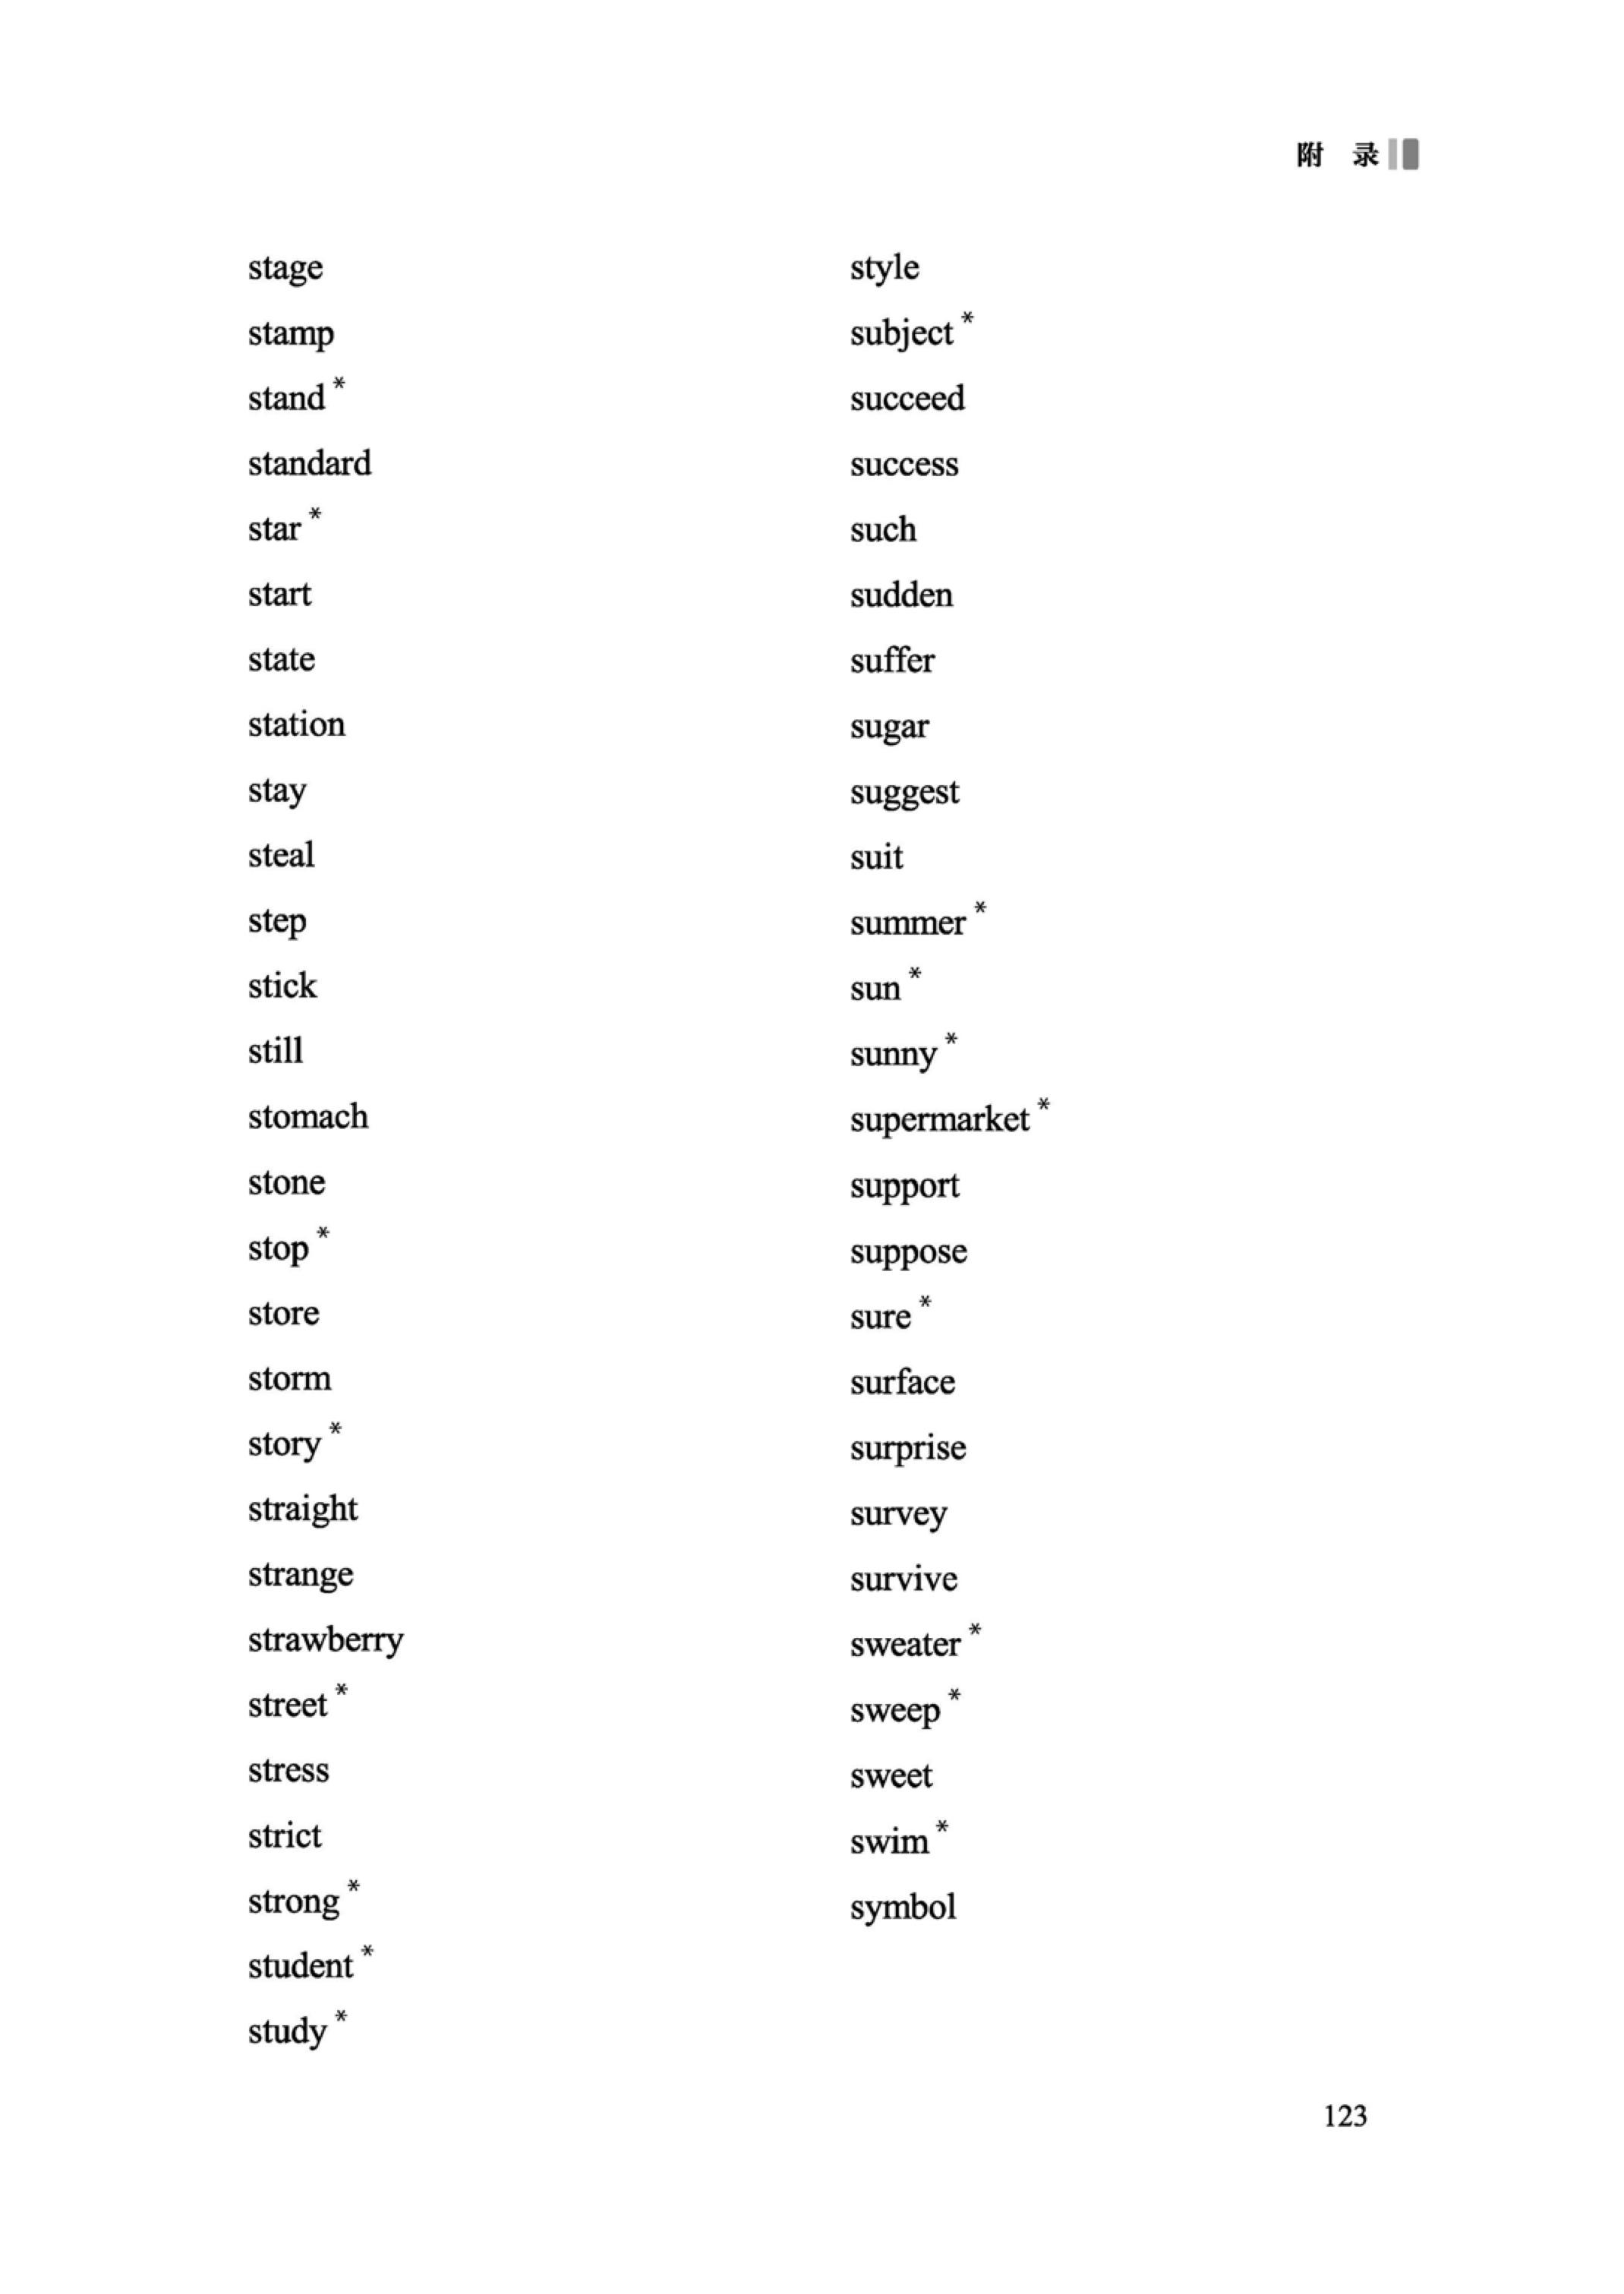 附 录
stage
stamp
stand *
standard
star *
start
state
station
stay
steal
step
stick
still
stomach
stone
stop *
store
storm
story *
straight
strange
strawberry
street *
stress
strict
strong *
student *
study *
style
subject *
succeed
success
such
sudden
suffer
sugar
suggest
suit
summer *
sun *
sunny *
supermarket *
support
suppose
sure *
surface
surprise
survey
survive
sweater *
sweep *
sweet
swim *
symbol
123